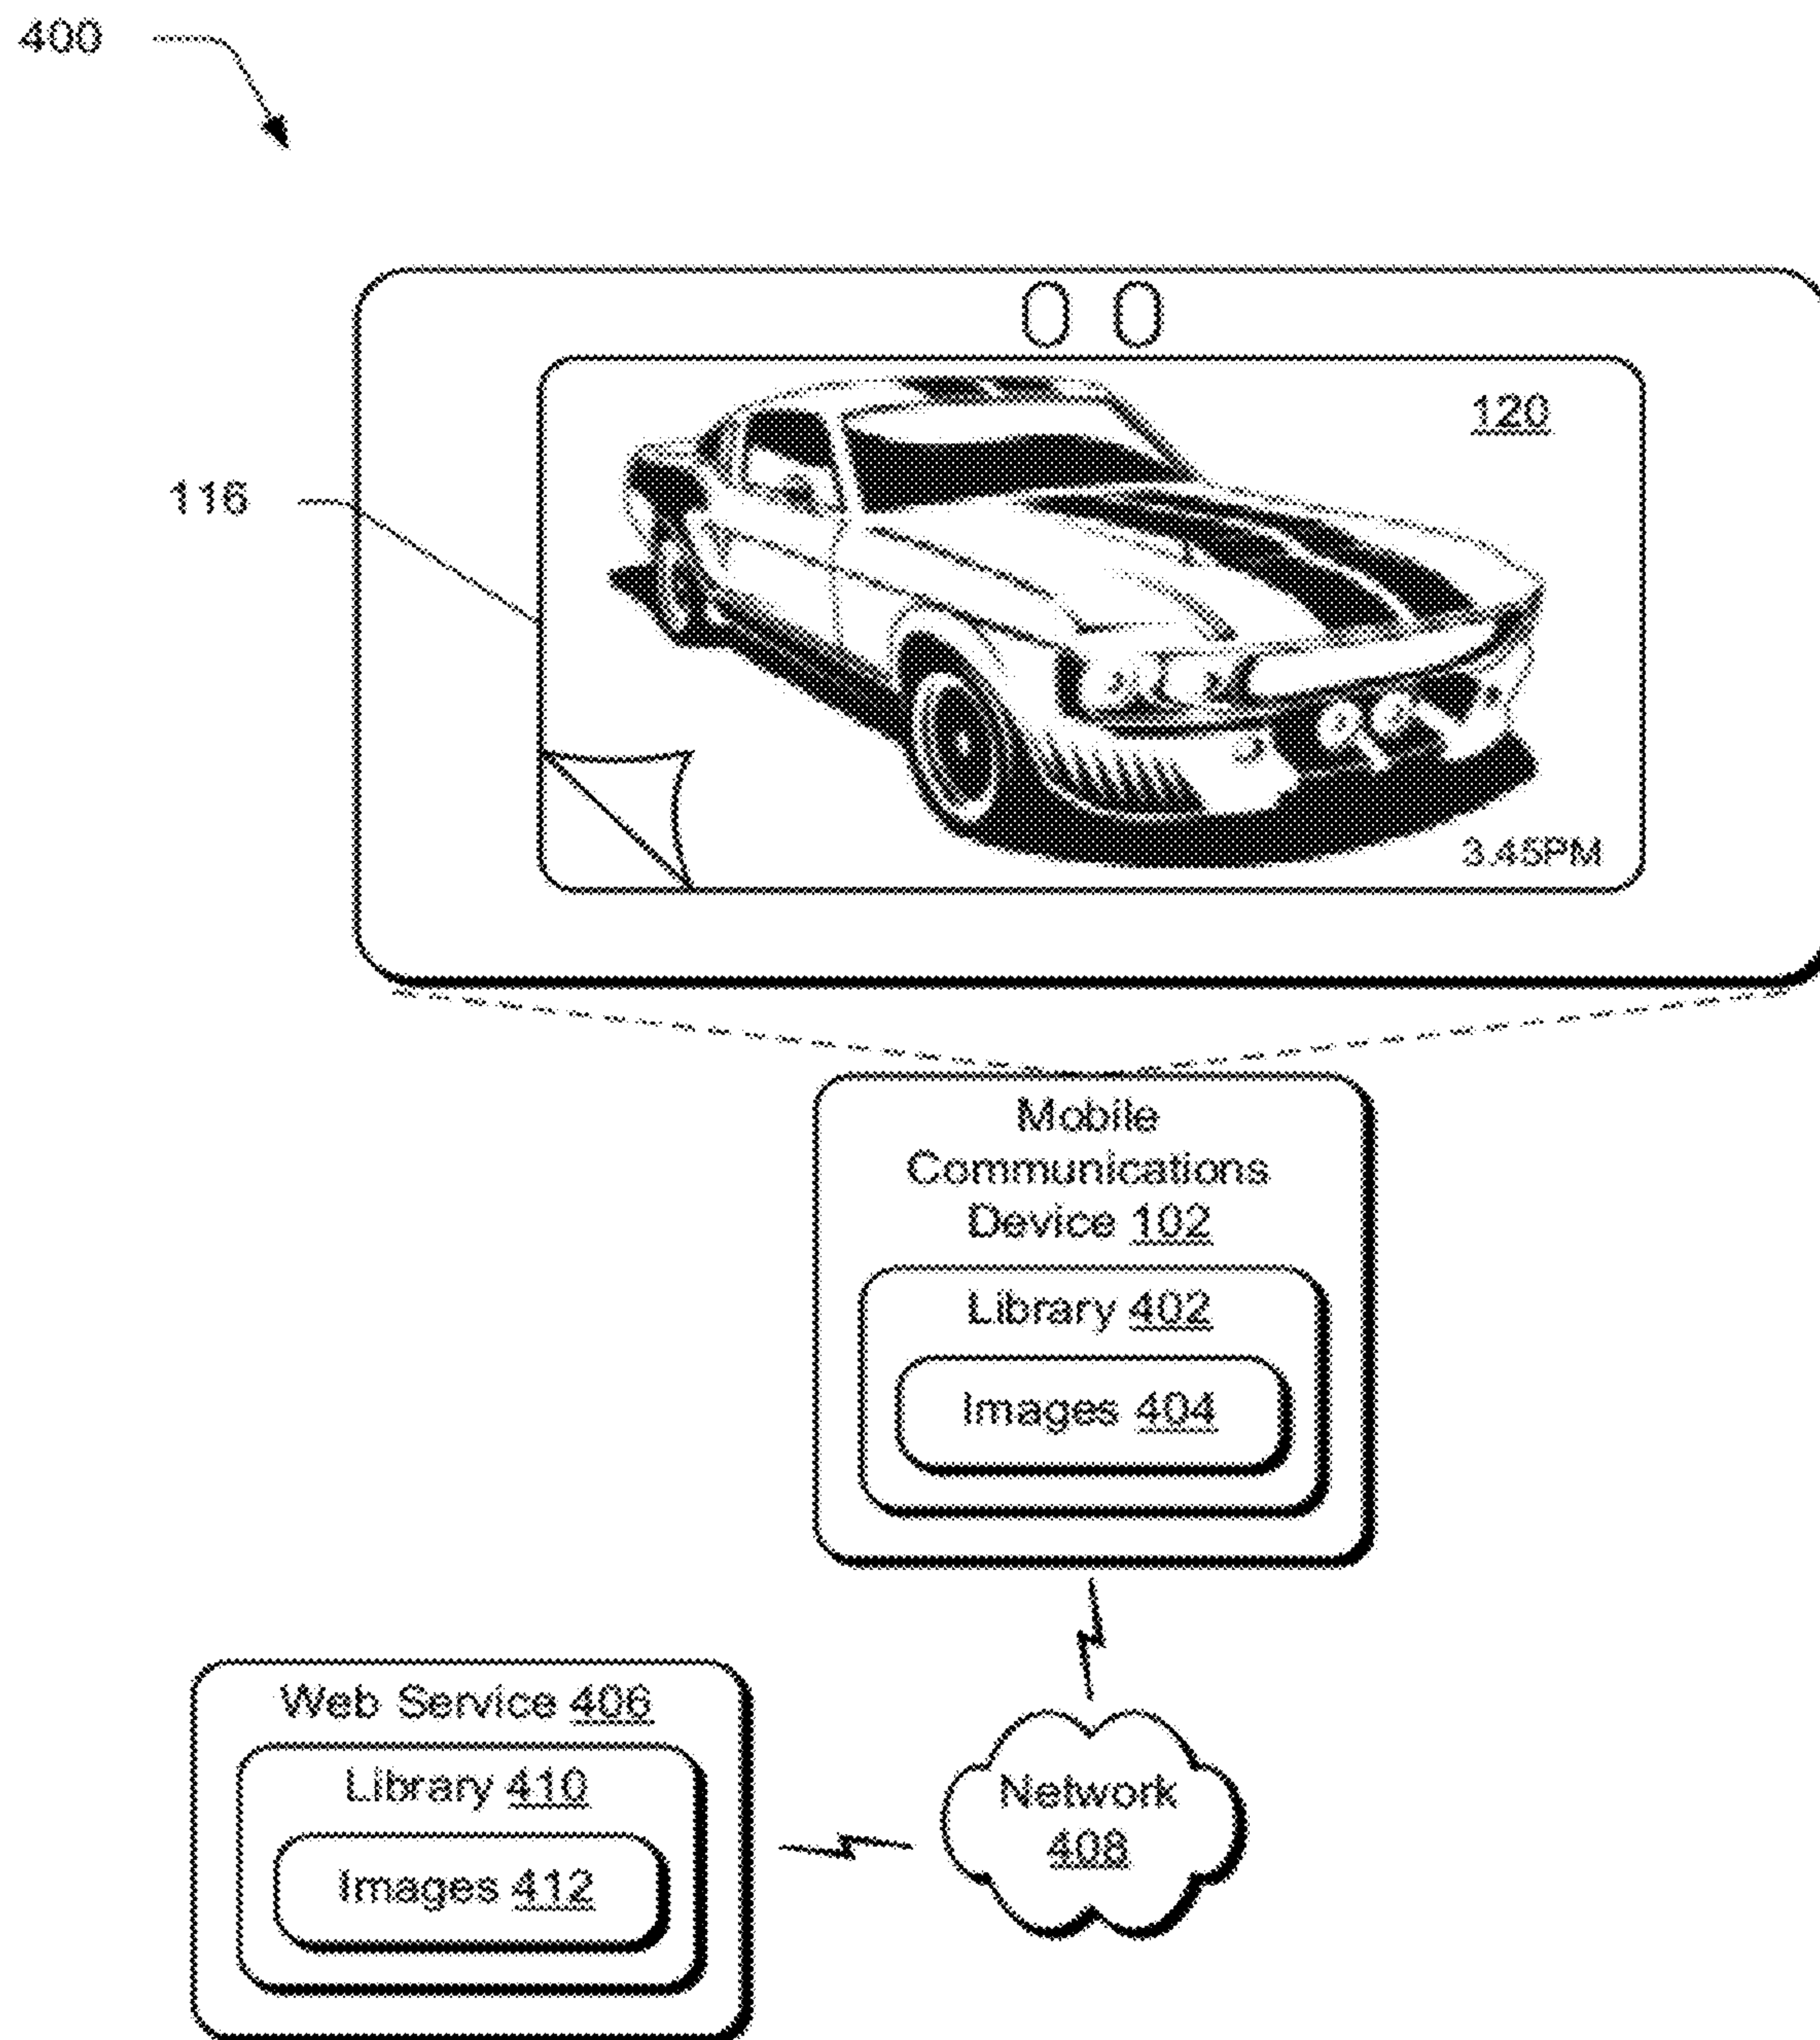 400
120
116
3.45PM
Mobile
Communications
Device 102
Library 402
Images 404
Web Service 406
Library 410
Images 412
Network
408